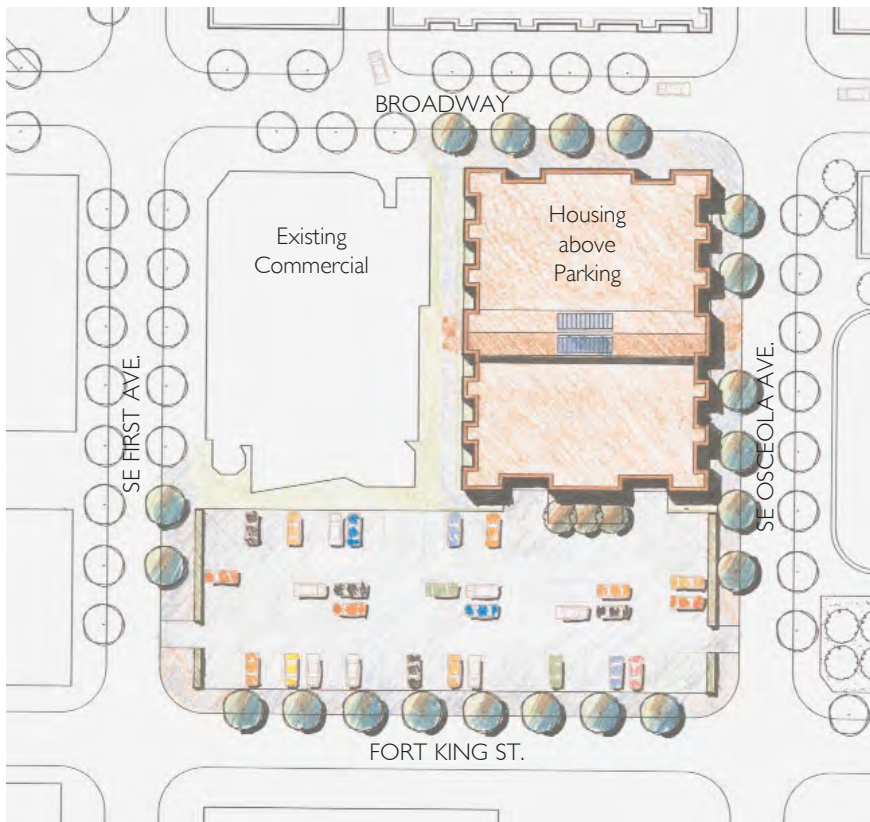 BROADWAY
Existing
Commercial
Housing
above
Parking
SE FIRST AVE.
SE OSCEOLA AVE.
FORT KING ST.